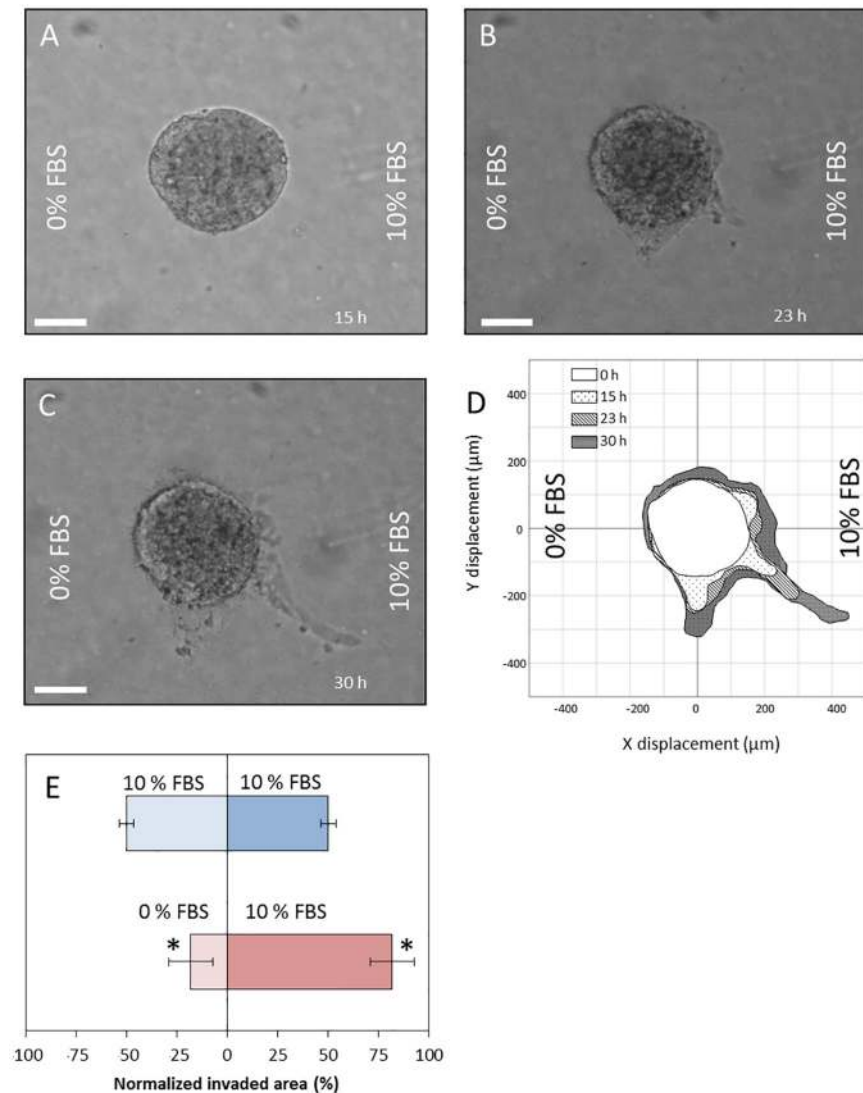 A
0% FBS
10% FBS
15 h
B
0% FBS
10% FBS
23 h
C
0% FBS
10% FBS
30 h
D
0 h
15 h
23 h
30 h
400
200
0
-200
-400
Y displacement (µm)
0% FBS
10% FBS
-400
-200
0
200
400
X displacement (µm)
E
10 % FBS
10 % FBS
0 % FBS
10 % FBS
*
*
100
75
50
25
0
25
50
75
100
Normalized invaded area (%)